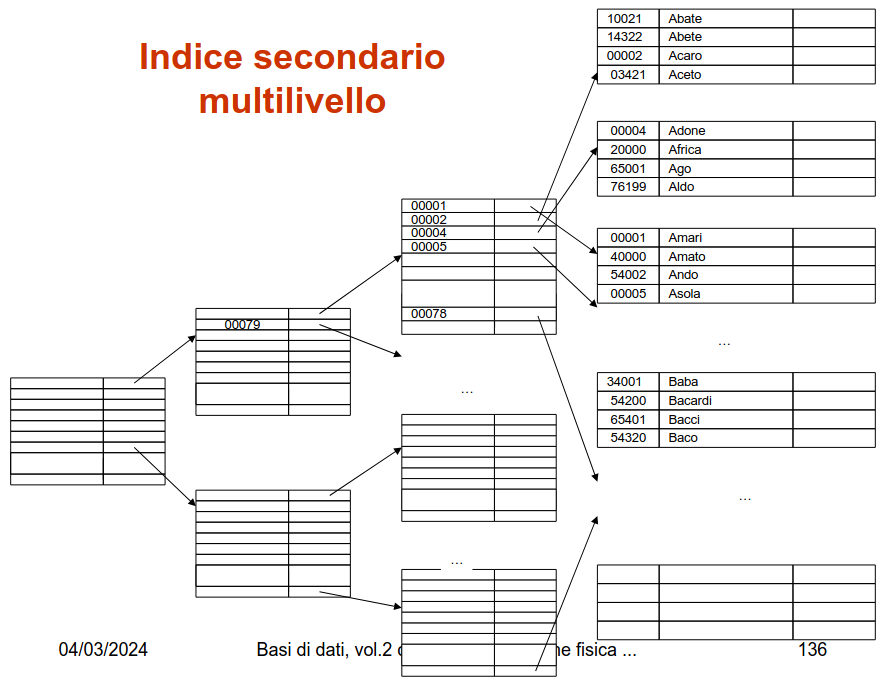 Indice secondario
multilivello
10021 Abate
14322 Abete
00002 Acaro
03421 Aceto
00004 Adone
20000 Africa
65001 Ago
76199 Aldo
00001
00002
00004
00005
00078
00001 Amari
40000 Amato
54002 Ando
00005 Asola
...
00079
...
34001 Baba
54200 Bacardi
65401 Bacci
54320 Baco
...
...
04/03/2024
Basi di dati, vol.2 fisica ...
136